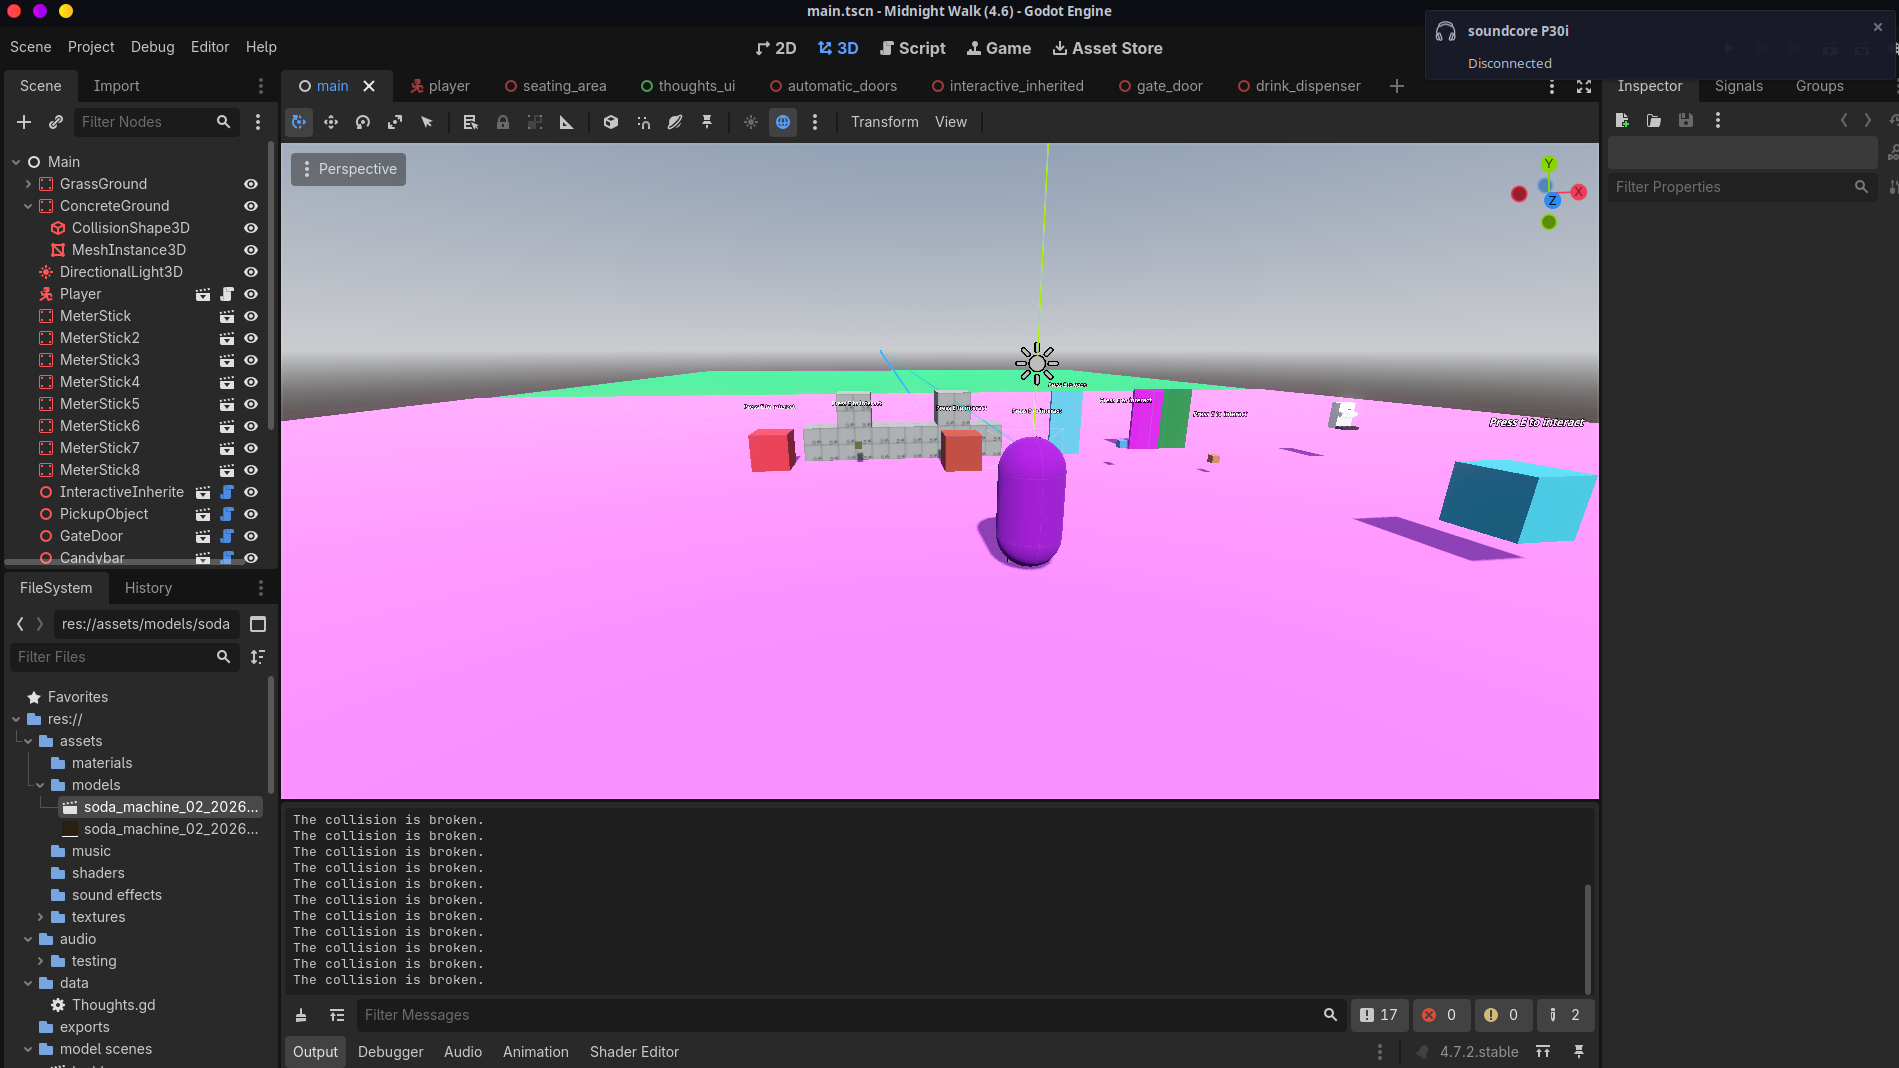 main.tscn - Midnight Walk (4.6) - Godot Engine
soundcore P30i
Disconnected
Scene Project Debug Editor Help
2D 3D Script Game Asset Store
Scene Import
main player seating_area thoughts_ui automatic_doors interactive_inherited gate_door drink_dispenser
Inspector Signals Groups
Filter Nodes
Transform View
Perspective
Y
X
Z
Filter Properties
Main
GrassGround
ConcreteGround
CollisionShape3D
MeshInstance3D
DirectionalLight3D
Player
MeterStick
MeterStick2
MeterStick3
MeterStick4
MeterStick5
MeterStick6
MeterStick7
MeterStick8
InteractiveInherite
PickupObject
GateDoor
Candybar
Press E to interact
FileSystem History
res://assets/models/soda
Filter Files
Favorites
res://
assets
materials
models
soda_machine_02_2026...
soda_machine_02_2026...
music
shaders
sound effects
textures
audio
testing
data
Thoughts.gd
exports
model scenes
The collision is broken.
The collision is broken.
The collision is broken.
The collision is broken.
The collision is broken.
The collision is broken.
The collision is broken.
The collision is broken.
The collision is broken.
The collision is broken.
The collision is broken.
Filter Messages
17 0 0 2
Output Debugger Audio Animation Shader Editor
4.7.2.stable